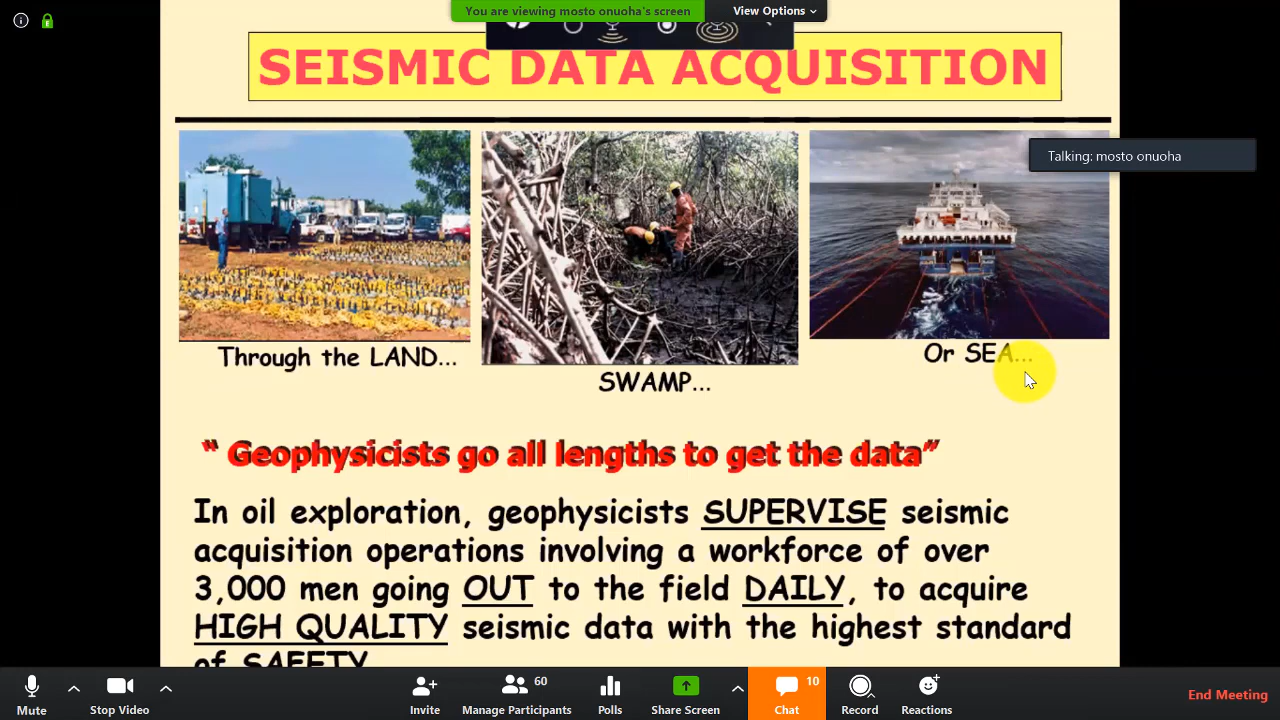 You are viewing mosto onuoha's screen
View Options
SEISMIC DATA ACQUISITION
Talking: mosto onuoha
Through the LAND...
SWAMP...
Or SEA...
“ Geophysicists go all lengths to get the data”
In oil exploration, geophysicists SUPERVISE seismic
acquisition operations involving a workforce of over
3,000 men going OUT to the field DAILY, to acquire
HIGH QUALITY seismic data with the highest standard
of SAFETY
Mute
Stop Video
Invite
60
Manage Participants
Polls
Share Screen
10
Chat
Record
Reactions
End Meeting